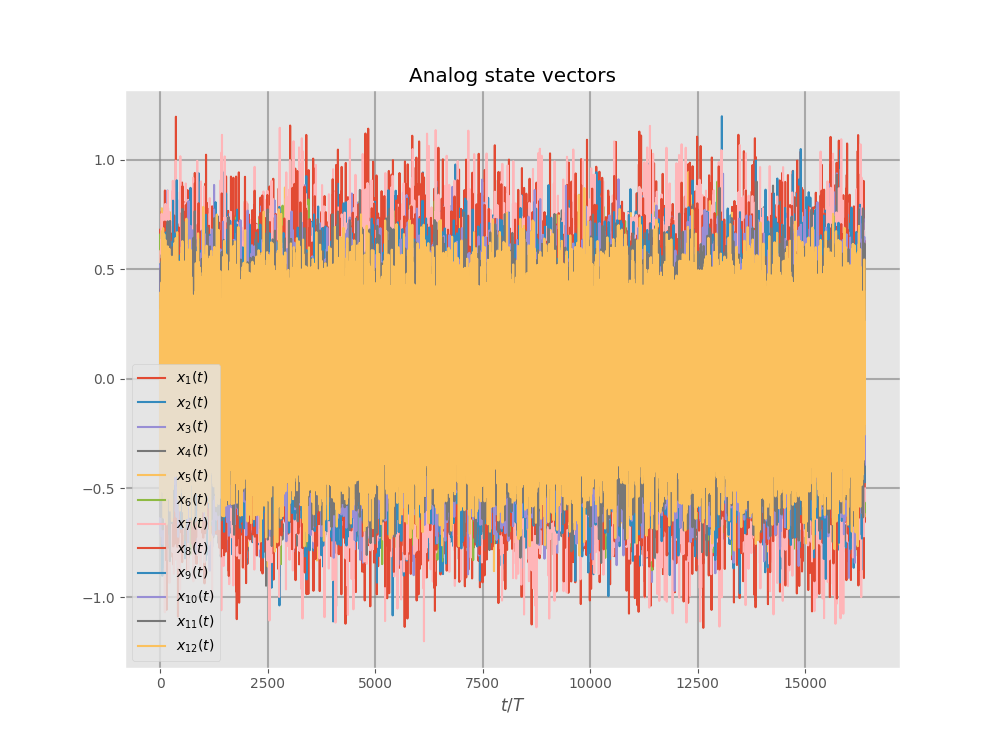 Analog state vectors
1.0
0.5
0.0
−0.5
−1.0
x₁(t)
x₂(t)
x₃(t)
x₄(t)
x₅(t)
x₆(t)
x₇(t)
x₈(t)
x₉(t)
x₁₀(t)
x₁₁(t)
x₁₂(t)
0 2500 5000 7500 10000 12500 15000
t/T